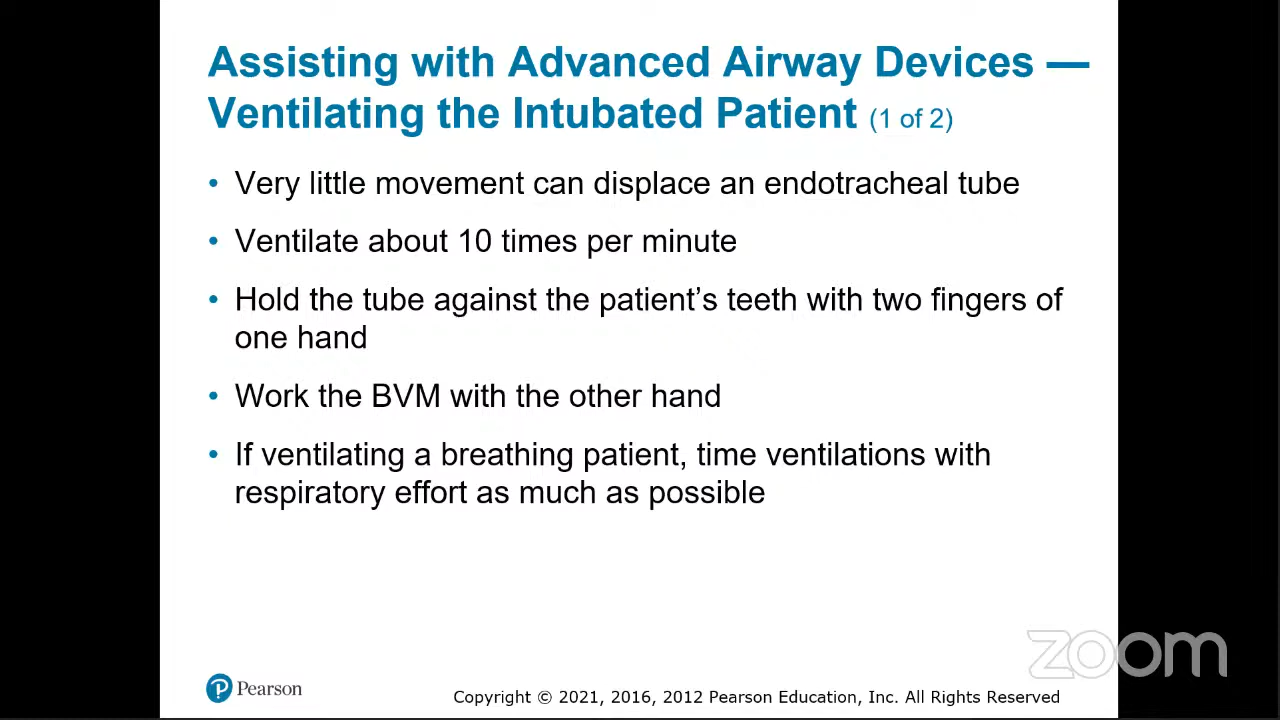 Assisting with Advanced Airway Devices —
Ventilating the Intubated Patient (1 of 2)
• Very little movement can displace an endotracheal tube
• Ventilate about 10 times per minute
• Hold the tube against the patient’s teeth with two fingers of
one hand
• Work the BVM with the other hand
• If ventilating a breathing patient, time ventilations with
respiratory effort as much as possible
zoom
Pearson
Copyright © 2021, 2016, 2012 Pearson Education, Inc. All Rights Reserved